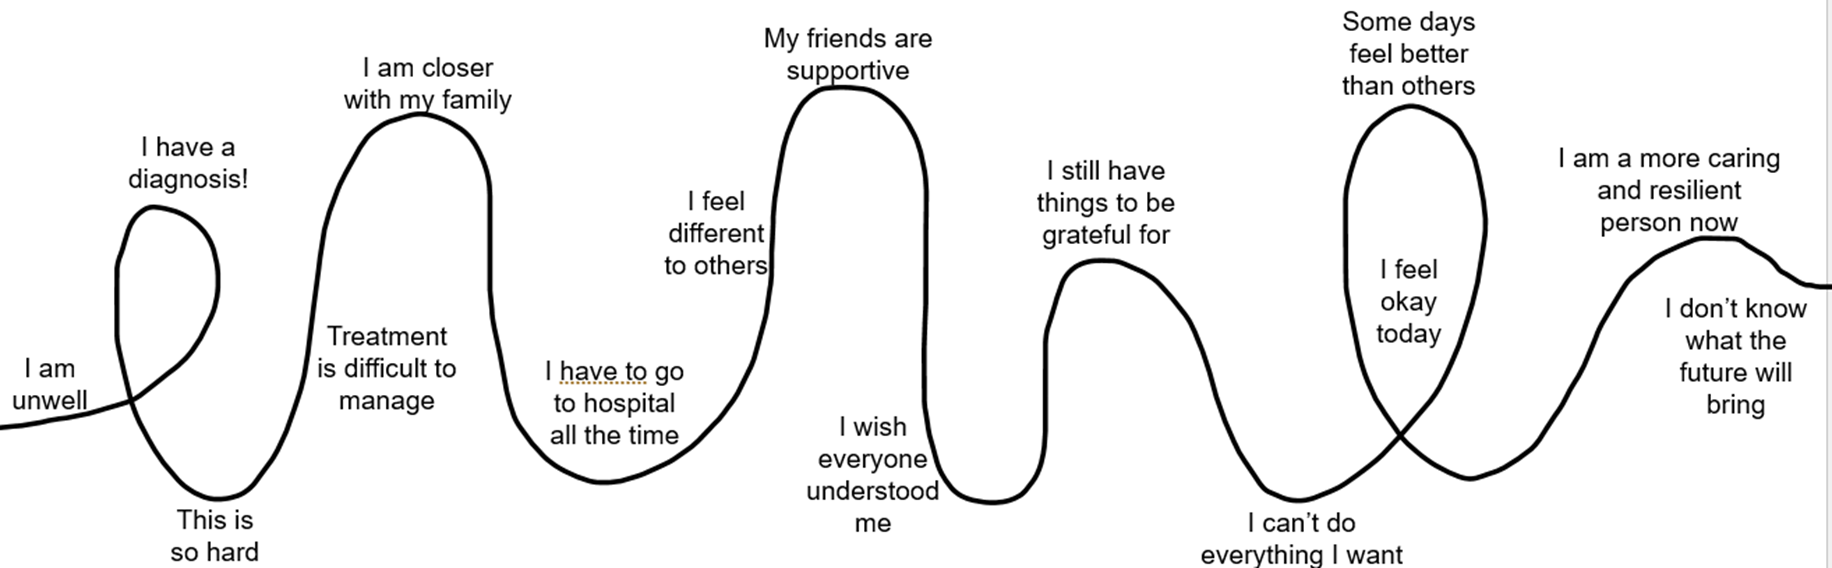 I am
unwell
I have a
diagnosis!
This is
so hard
I am closer
with my family
Treatment
is difficult to
manage
I have to go
to hospital
all the time
I feel
different
to others
My friends are
supportive
I wish
everyone
understood
me
I still have
things to be
grateful for
I can’t do
everything I want
Some days
feel better
than others
I feel
okay
today
I am a more caring
and resilient
person now
I don’t know
what the
future will
bring